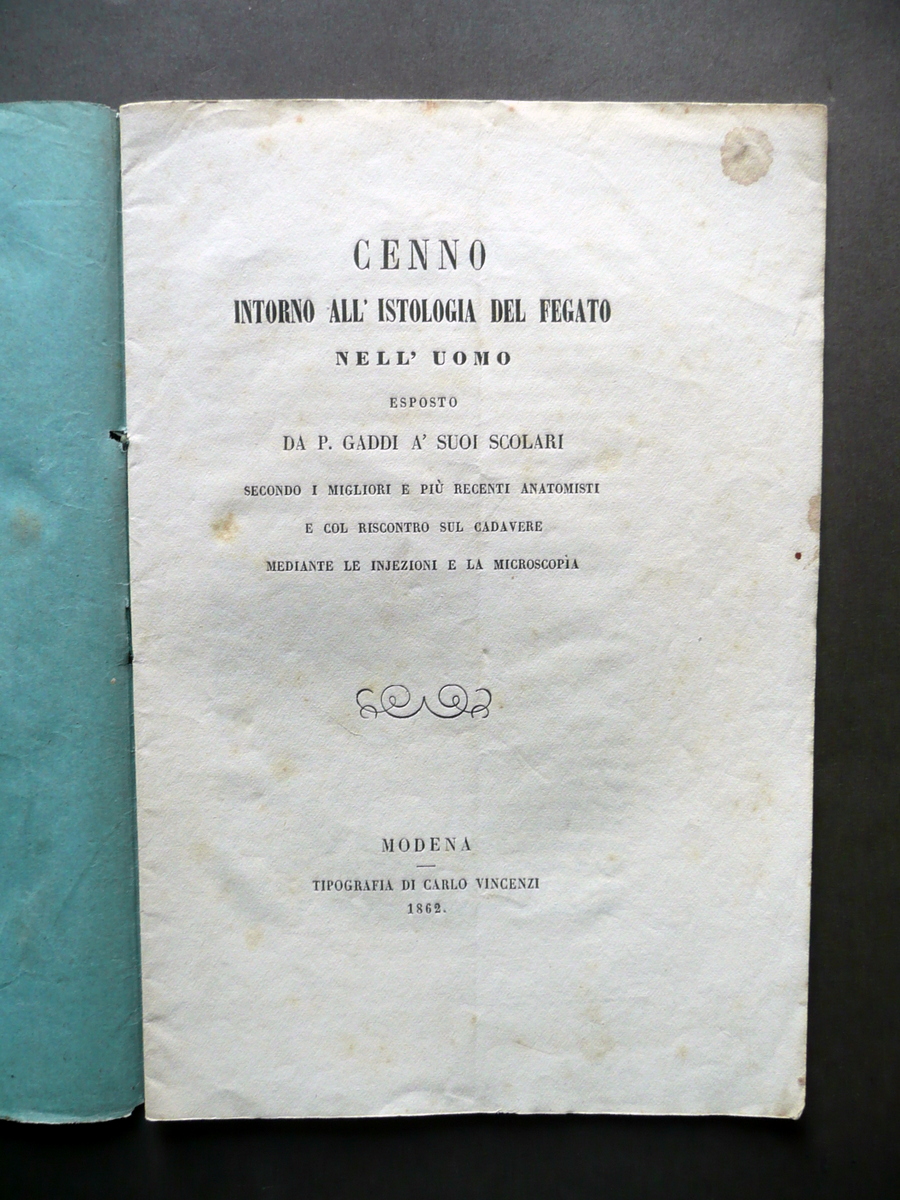 CENNO
INTORNO ALL' ISTOLOGIA DEL FEGATO
NELL' UOMO
ESPOSTO
DA P. GADDI A' SUOI SCOLARI
SECONDO I MIGLIORI E PIÙ RECENTI ANATOMISTI
E COL RISCONTRO SUL CADAVERE
MEDIANTE LE INJEZIONI E LA MICROSCOPÌA
MODENA
TIPOGRAFIA DI CARLO VINCENZI
1862.